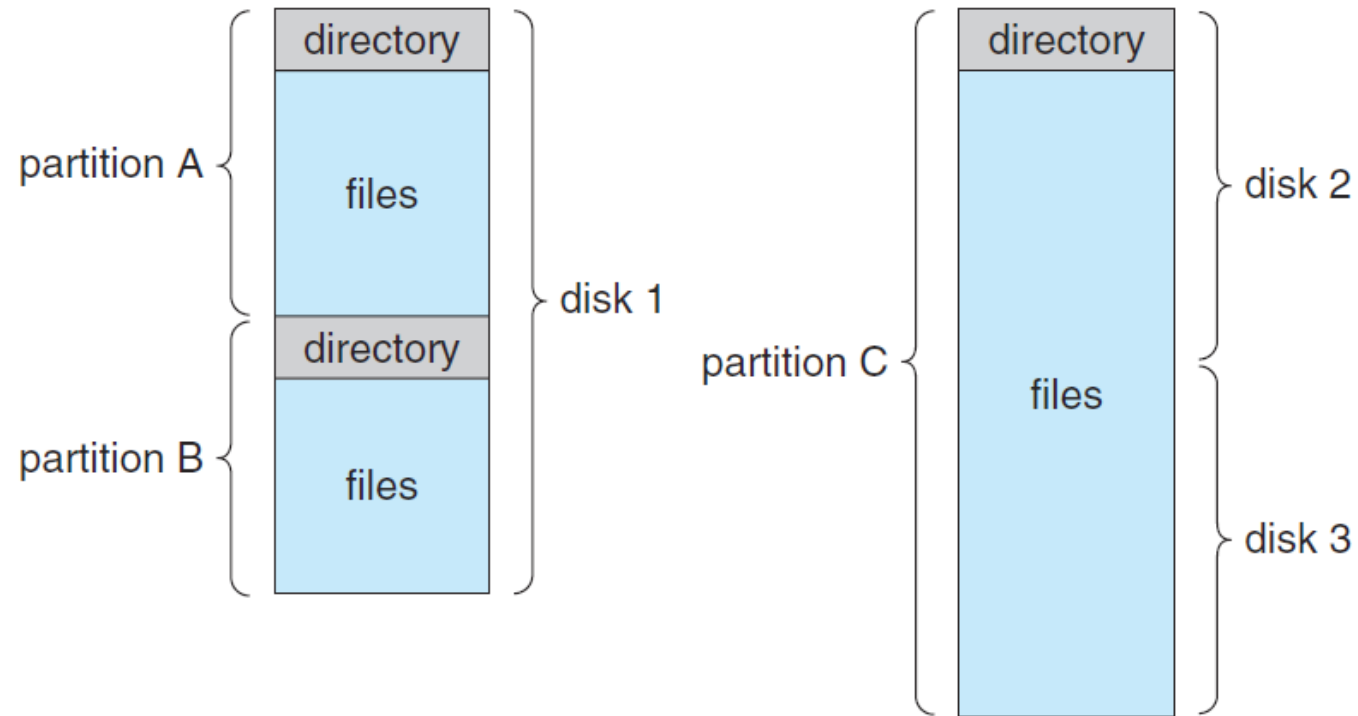 directory
partition A
files
disk 1
directory
partition B
files
directory
disk 2
partition C
files
disk 3